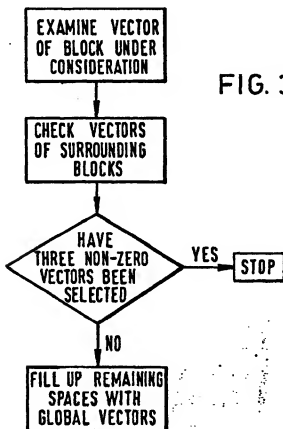 EXAMINE VECTOR
OF BLOCK UNDER
CONSIDERATION
FIG. 3
CHECK VECTORS
OF SURROUNDING
BLOCKS
HAVE
THREE NON-ZERO
VECTORS BEEN
SELECTED
YES
STOP
NO
FILL UP REMAINING
SPACES WITH
GLOBAL VECTORS